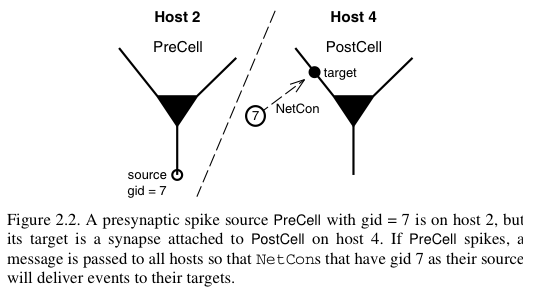 Host 2
Host 4
PreCell
PostCell
target
7
NetCon
source
gid = 7
Figure 2.2. A presynaptic spike source PreCell with gid = 7 is on host 2, but
its target is a synapse attached to PostCell on host 4. If PreCell spikes, a
message is passed to all hosts so that NetCons that have gid 7 as their source
will deliver events to their targets.